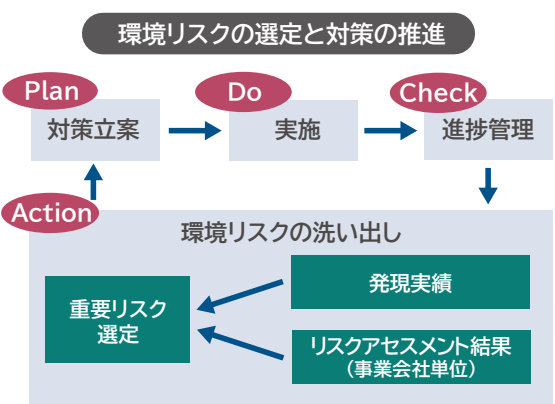 環境リスクの選定と対策の推進
Plan
対策立案
Do
実施
Check
進捗管理
Action
環境リスクの洗い出し
重要リスク
選定
発現実績
リスクアセスメント結果
（事業会社単位）